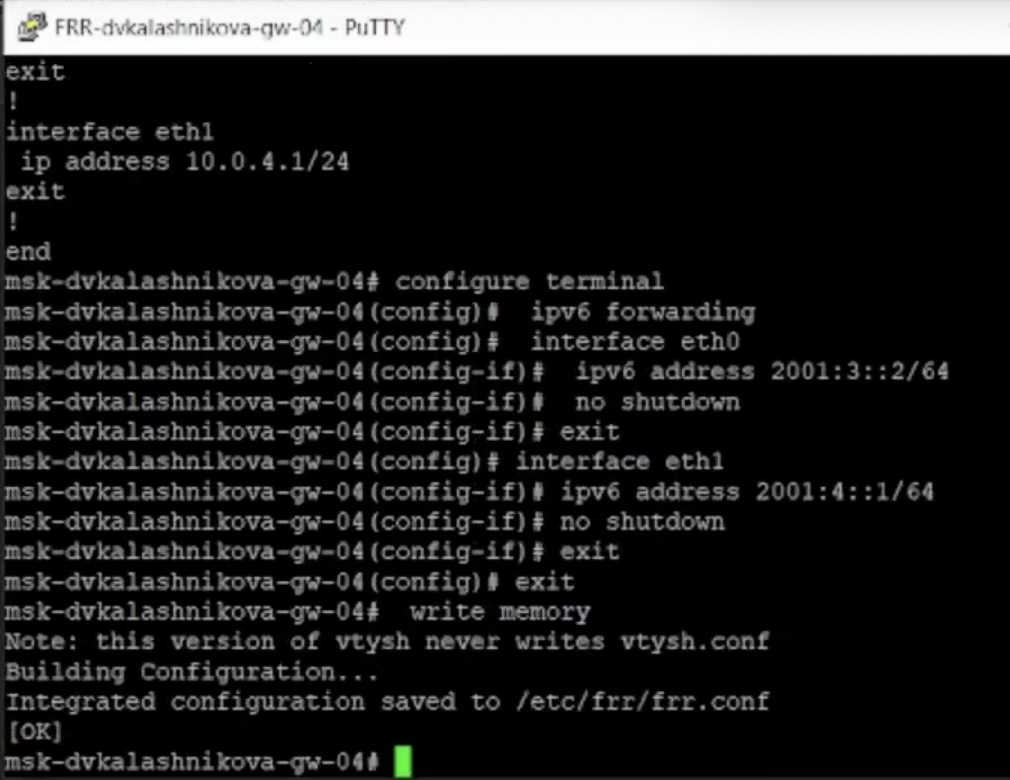 FRR-dvkalashnikova-gw-04 - PuTTY
exit
!
interface eth1
 ip address 10.0.4.1/24
exit
!
end
msk-dvkalashnikova-gw-04# configure terminal
msk-dvkalashnikova-gw-04(config)#  ipv6 forwarding
msk-dvkalashnikova-gw-04(config)#  interface eth0
msk-dvkalashnikova-gw-04(config-if)#  ipv6 address 2001:3::2/64
msk-dvkalashnikova-gw-04(config-if)#  no shutdown
msk-dvkalashnikova-gw-04(config-if)# exit
msk-dvkalashnikova-gw-04(config)# interface eth1
msk-dvkalashnikova-gw-04(config-if)# ipv6 address 2001:4::1/64
msk-dvkalashnikova-gw-04(config-if)# no shutdown
msk-dvkalashnikova-gw-04(config-if)# exit
msk-dvkalashnikova-gw-04(config)# exit
msk-dvkalashnikova-gw-04#  write memory
Note: this version of vtysh never writes vtysh.conf
Building Configuration...
Integrated configuration saved to /etc/frr/frr.conf
[OK]
msk-dvkalashnikova-gw-04#